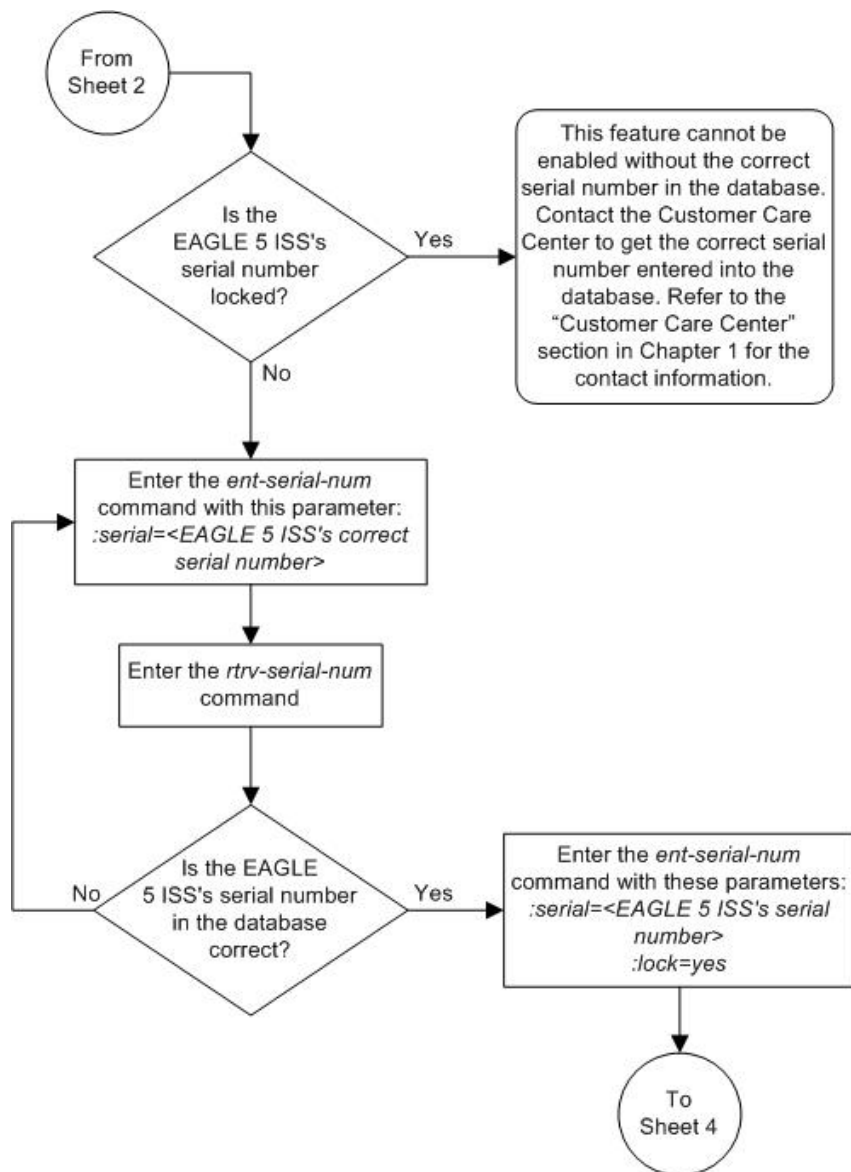 From
Sheet 2
Is the
EAGLE 5 ISS's
serial number
locked?
Yes
This feature cannot be
enabled without the correct
serial number in the database.
Contact the Customer Care
Center to get the correct serial
number entered into the
database. Refer to the
“Customer Care Center”
section in Chapter 1 for the
contact information.
No
Enter the ent-serial-num
command with this parameter:
:serial=<EAGLE 5 ISS's correct
serial number>
Enter the rtrv-serial-num
command
Is the EAGLE
5 ISS's serial number
in the database
correct?
No
Yes
Enter the ent-serial-num
command with these parameters:
:serial=<EAGLE 5 ISS's serial
number>
:lock=yes
To
Sheet 4